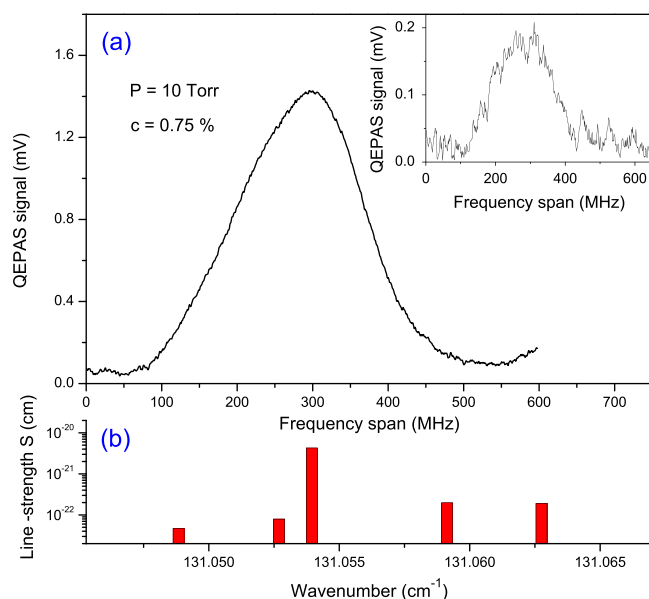 (a)
P = 10 Torr
c = 0.75 %
QEPAS signal (mV)
1.6
1.2
0.8
0.4
0.0
0 100 200 300 400 500 600 700
Frequency span (MHz)
QEPAS signal (mV)
0.2
0.1
0.0
0 200 400 600
Frequency span (MHz)
(b)
Line -strength S (cm)
10⁻²⁰
10⁻²¹
10⁻²²
131.050 131.055 131.060 131.065
Wavenumber (cm⁻¹)